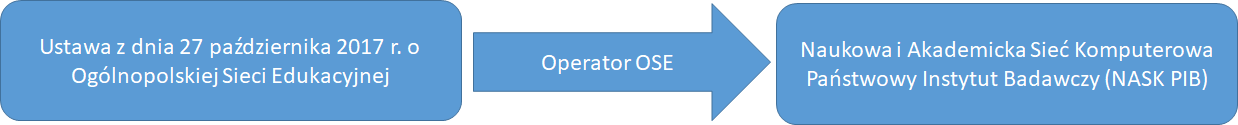 Ustawa z dnia 27 października 2017 r. o
Ogólnopolskiej Sieci Edukacyjnej
Operator OSE
Naukowa i Akademicka Sieć Komputerowa
Państwowy Instytut Badawczy (NASK PIB)